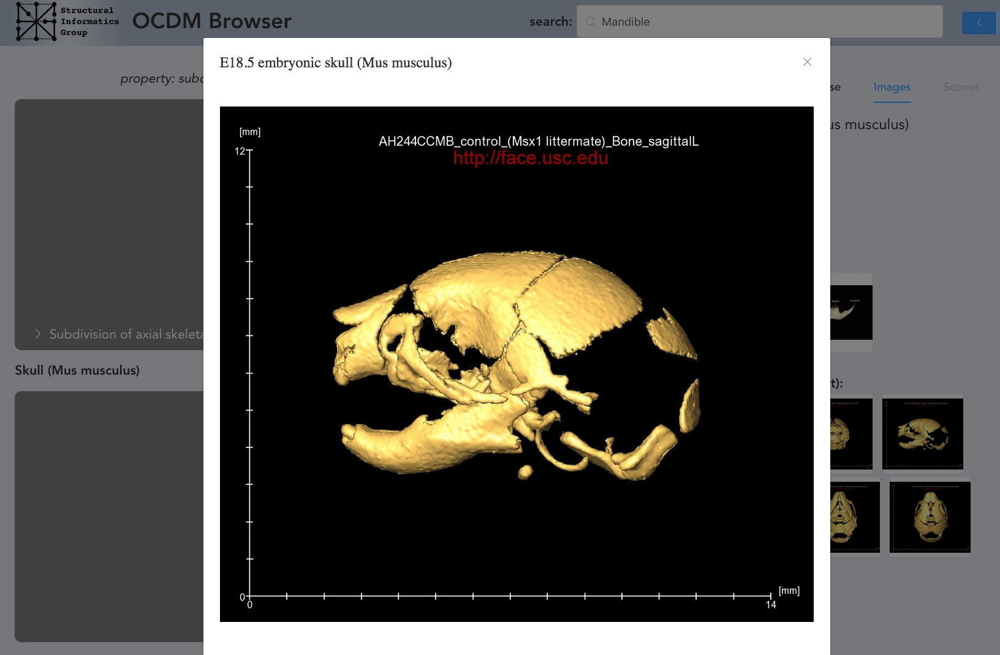 Structural
Informatics
Group
OCDM Browser
search:
Mandible
E18.5 embryonic skull (Mus musculus)
property: subc
se
Images
Scenes
us musculus)
[mm]
12
AH244CCMB_control_(Msx1 littermate)_Bone_sagittalL
http://face.usc.edu
Subdivision of axial skeleta
Skull (Mus musculus)
t):
0
0
14
[mm]